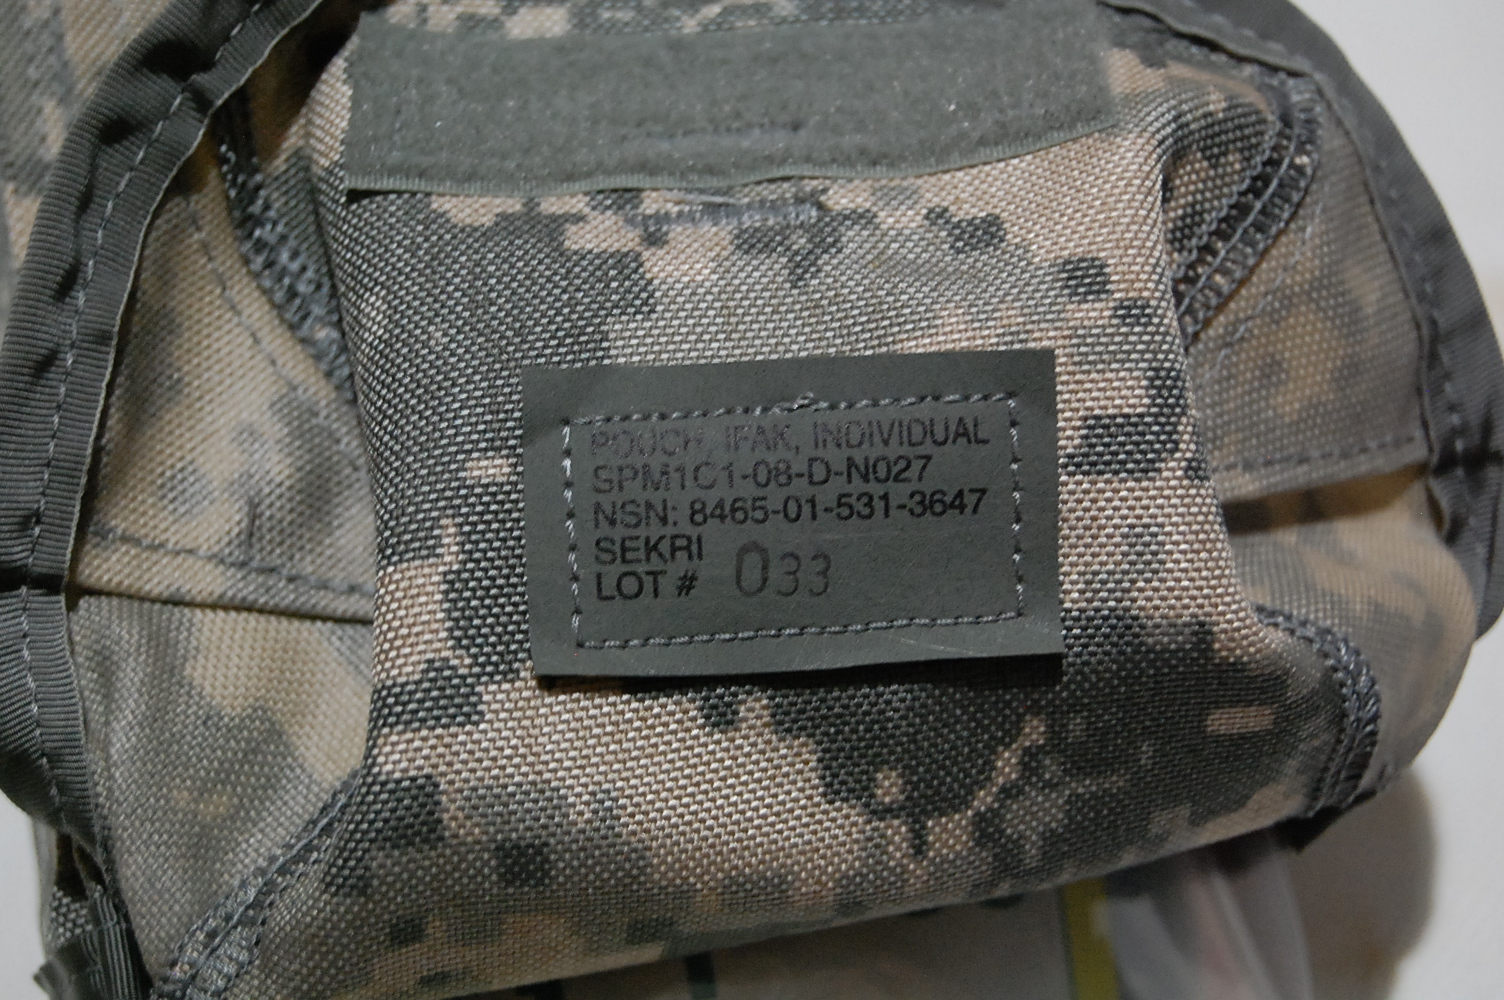 POUCH, IFAK, INDIVIDUAL
SPM1C1-08-D-N027
NSN: 8465-01-531-3647
SEKRI
LOT # 033